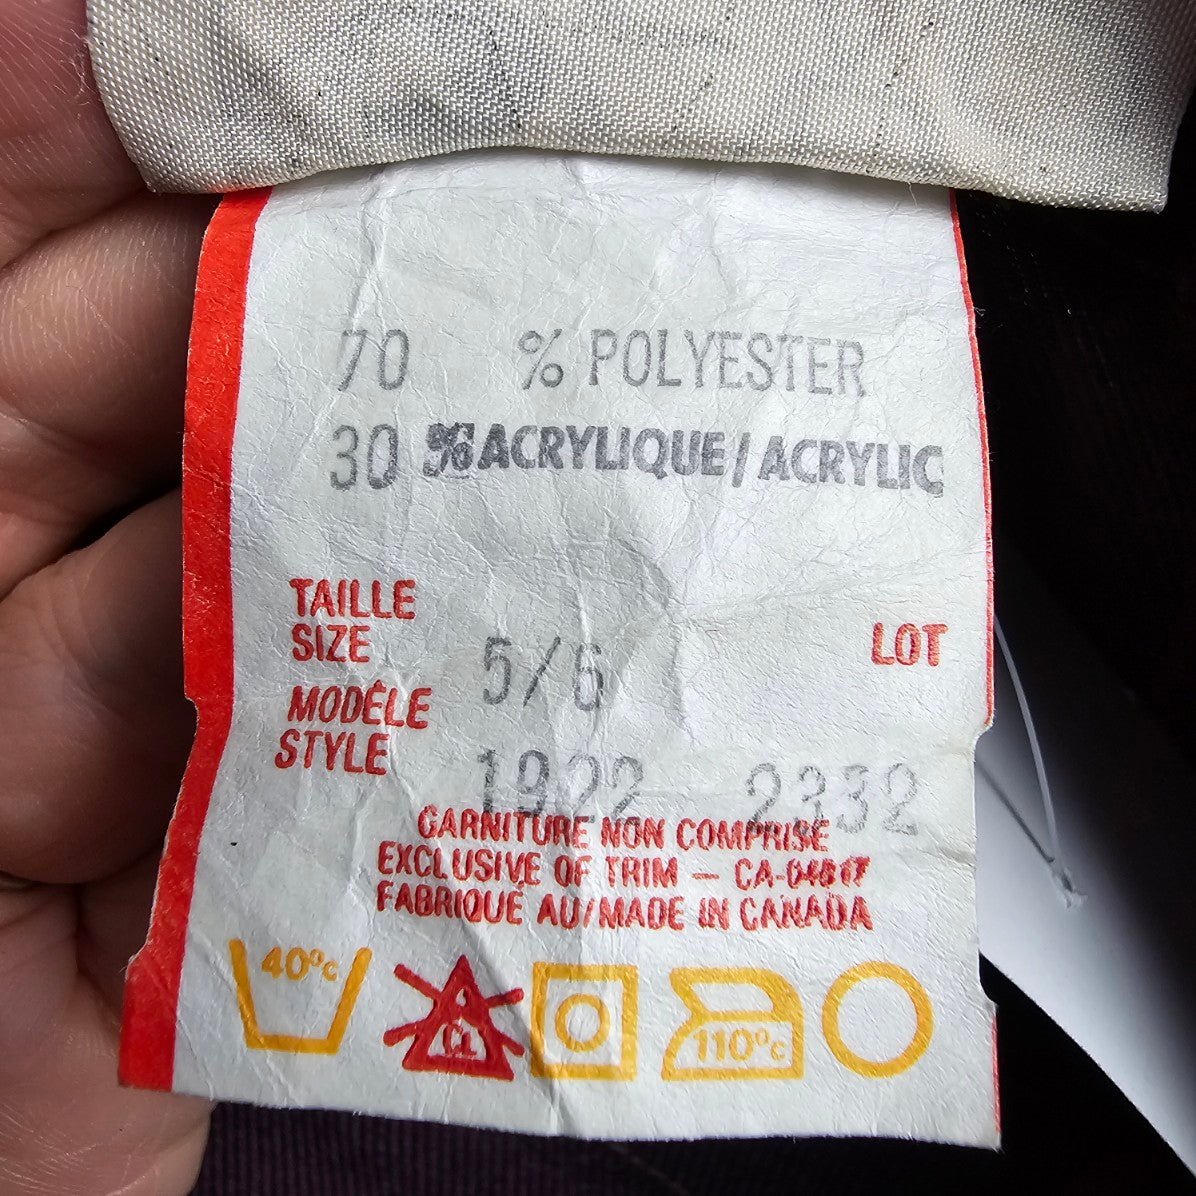 70 % POLYESTER
30 % ACRYLIQUE/ACRYLIC
TAILLE
SIZE 5/6 LOT
MODÈLE
STYLE 1922 2332
GARNITURE NON COMPRISE
EXCLUSIVE OF TRIM – CA-04817
FABRIQUÉ AU/MADE IN CANADA
40°C CL 110°C